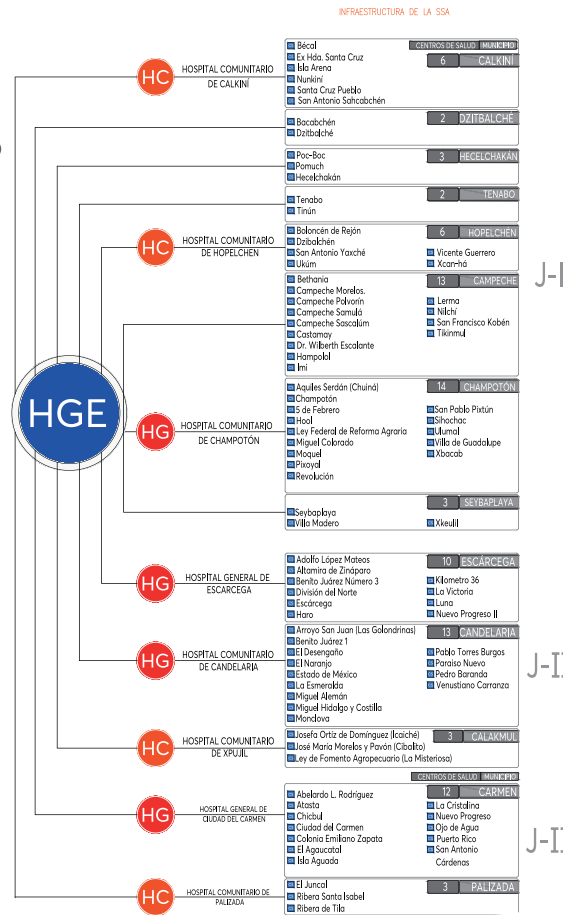 INFRAESTRUCTURA DE LA SSA
CENTROS DE SALUD MUNICIPIO
HC
HOSPITAL COMUNITARIO
DE CALKINÍ
6 CALKINÍ
Bécal
Ex Hda. Santa Cruz
Isla Arena
Nunkiní
Santa Cruz Pueblo
San Antonio Sahcabchén
2 DZITBALCHÉ
Bacabchén
Dzitbalché
3 HECELCHAKÁN
Poc-Boc
Pomuch
Hecelchakán
2 TENABO
Tenabo
Tinún
HC
HOSPITAL COMUNITARIO
DE HOPELCHEN
6 HOPELCHÉN
Boloncén de Rejón
Dzibalchén
San Antonio Yaxché
Ukúm
Vicente Guerrero
Xcan-há
13 CAMPECHE
Bethania
Campeche Morelos.
Campeche Polvorín
Campeche Samulá
Campeche Sascalúm
Castamay
Dr. Wilberth Escalante
Hampolol
Imi
Lerma
Nilchí
San Francisco Kobén
Tikinmul
HGE
HG
HOSPITAL COMUNITARIO
DE CHAMPOTÓN
14 CHAMPOTÓN
Aquiles Serdán (Chuiná)
Champotón
5 de Febrero
Hool
Ley Federal de Reforma Agraria
Miguel Colorado
Moquel
Pixoyal
Revolución
San Pablo Pixtún
Sihochac
Ulumal
Villa de Guadalupe
Xbacab
3 SEYBAPLAYA
Seybaplaya
Villa Madero
Xkeulil
HG
HOSPITAL GENERAL DE
ESCARCEGA
10 ESCÁRCEGA
Adolfo López Mateos
Altamira de Zináparo
Benito Juárez Número 3
División del Norte
Escárcega
Haro
Kilometro 36
La Victoria
Luna
Nuevo Progreso II
HG
HOSPITAL COMUNITARIO
DE CANDELARIA
13 CANDELARIA
Arroyo San Juan (Las Golondrinas)
Benito Juárez 1
El Desengaño
El Naranjo
Estado de México
La Esmeralda
Miguel Alemán
Miguel Hidalgo y Costilla
Monclova
Pablo Torres Burgos
Paraiso Nuevo
Pedro Baranda
Venustiano Carranza
HC
HOSPITAL COMUNITARIO
DE XPUJIL
3 CALAKMUL
Josefa Ortíz de Domínguez (Icaiché)
José María Morelos y Pavón (Cibalito)
Ley de Fomento Agropecuario (La Misteriosa)
CENTROS DE SALUD MUNICIPIO
HG
HOSPITAL GENERAL DE
CIUDAD DEL CARMEN
12 CARMEN
Abelardo L. Rodríguez
Atasta
Chicbul
Ciudad del Carmen
Colonia Emiliano Zapata
El Agaucatal
Isla Aguada
La Cristalina
Nuevo Progreso
Ojo de Agua
Puerto Rico
San Antonio
Cárdenas
HC
HOSPITAL COMUNITARIO DE
PALIZADA
3 PALIZADA
El Juncal
Ribera Santa Isabel
Ribera de Tila